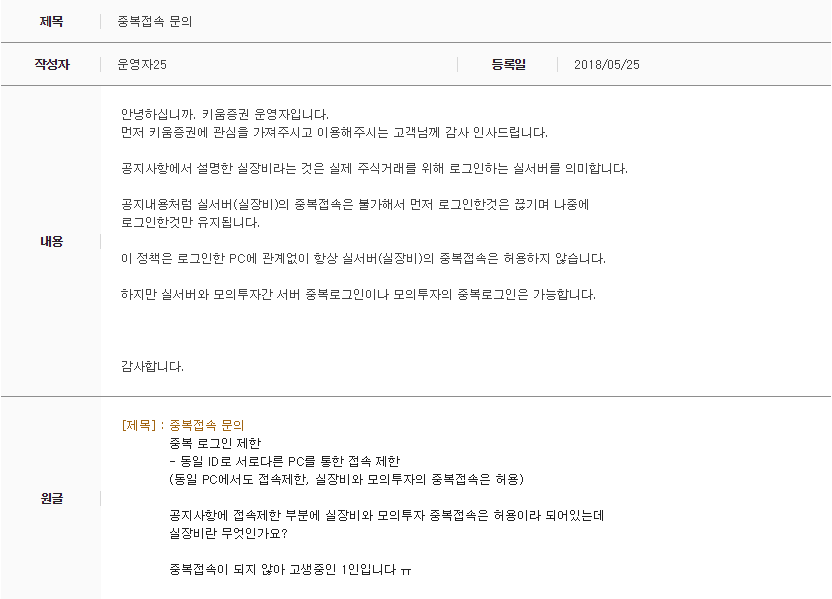 제목 중복접속 문의
작성자 운영자25 등록일 2018/05/25
내용
안녕하십니까. 키움증권 운영자입니다.
먼저 키움증권에 관심을 가져주시고 이용해주시는 고객님께 감사 인사드립니다.
공지사항에서 설명한 실장비라는 것은 실제 주식거래를 위해 로그인하는 실서버를 의미합니다.
공지내용처럼 실서버(실장비)의 중복접속은 불가해서 먼저 로그인한것은 끊기며 나중에
로그인한것만 유지됩니다.
이 정책은 로그인한 PC에 관계없이 항상 실서버(실장비)의 중복접속은 허용하지 않습니다.
하지만 실서버와 모의투자간 서버 중복로그인이나 모의투자의 중복로그인은 가능합니다.
감사합니다.
원글
[제목] : 중복접속 문의
중복 로그인 제한
- 동일 ID로 서로다른 PC를 통한 접속 제한
(동일 PC에서도 접속제한, 실장비와 모의투자의 중복접속은 허용)
공지사항에 접속제한 부분에 실장비와 모의투자 중복접속은 허용이라 되어있는데
실장비란 무엇인가요?
중복접속이 되지 않아 고생중인 1인입니다 ㅠ